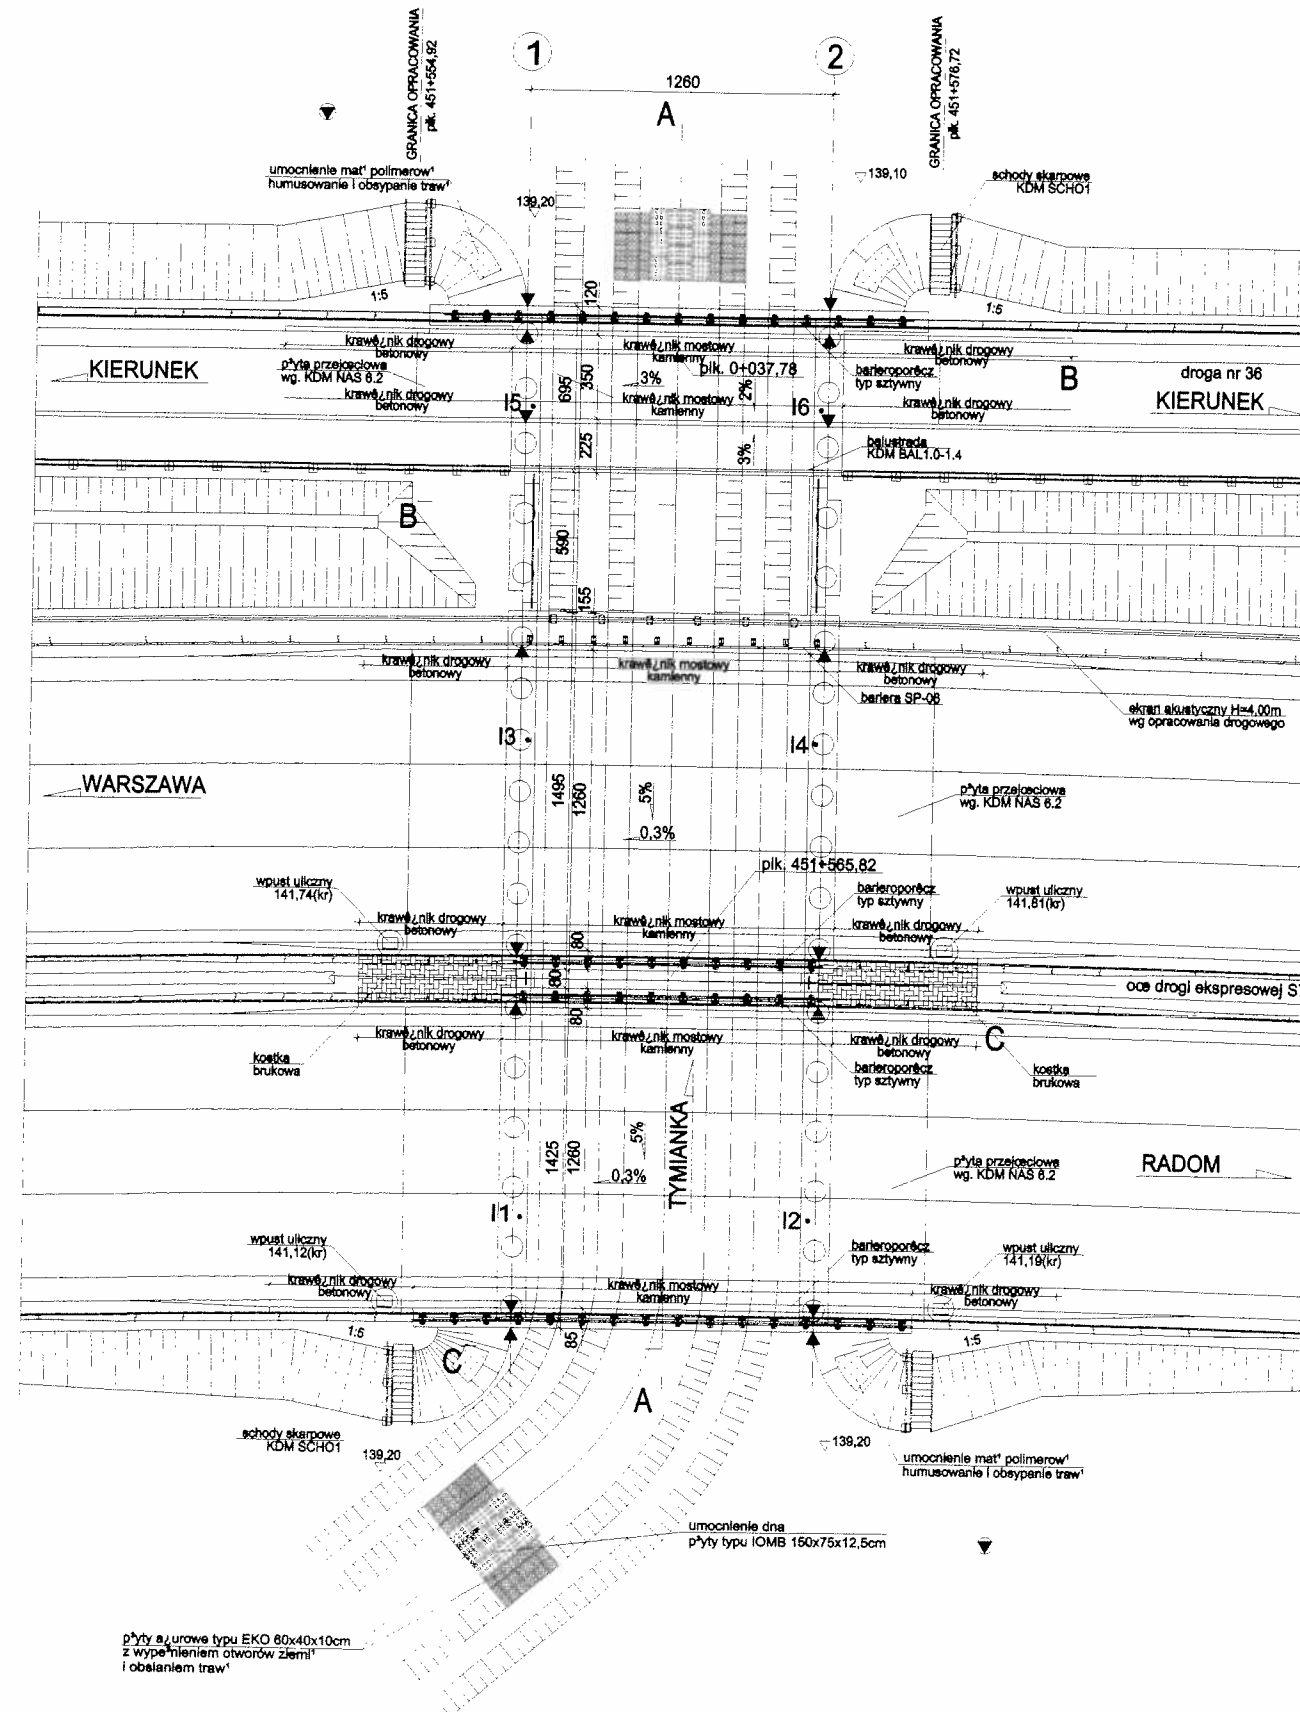 GRANICA OPRACOWANIA
pik. 451+554,92
1
2
GRANICA OPRACOWANIA
pik. 451+576,72
1260
A
umocnienie mat¹ polimerow¹
humusowanie i obsypanie traw¹
139,20
139,10
schody skarpowe
KDM SCHO1
1:5
120
1:5
krawê¿nik drogowy
betonowy
krawê¿nik mostowy
kamienny
krawê¿nik drogowy
betonowy
KIERUNEK
p³yta przejœciowa
wg. KDM NAS 6.2
695
350
3%
pik. 0+037,78
2%
barieroporêcz
typ sztywny
B
droga nr 36
KIERUNEK
krawê¿nik drogowy
betonowy
I5
krawê¿nik mostowy
kamienny
I6
krawê¿nik drogowy
betonowy
225
3%
balustrada
KDM BAL1.0-1.4
B
590
155
krawê¿nik drogowy
betonowy
krawê¿nik mostowy
kamienny
krawê¿nik drogowy
betonowy
bariera SP-06
ekran akustyczny H=4,00m
wg opracowania drogowego
I3
I4
WARSZAWA
1495
1260
5%
0,3%
p³yta przejœciowa
wg. KDM NAS 6.2
pik. 451+565,82
wpust uliczny
141,74(kr)
barieroporêcz
typ sztywny
wpust uliczny
141,81(kr)
krawê¿nik drogowy
betonowy
krawê¿nik mostowy
kamienny
krawê¿nik drogowy
betonowy
80
80
80
oœ drogi ekspresowej S7
krawê¿nik drogowy
betonowy
krawê¿nik mostowy
kamienny
krawê¿nik drogowy
betonowy
C
kostka
brukowa
barieroporêcz
typ sztywny
kostka
brukowa
TYMIANKA
1425
1260
5%
0,3%
p³yta przejœciowa
wg. KDM NAS 6.2
RADOM
I1
I2
wpust uliczny
141,12(kr)
barieroporêcz
typ sztywny
wpust uliczny
141,19(kr)
krawê¿nik drogowy
betonowy
krawê¿nik mostowy
kamienny
krawê¿nik drogowy
betonowy
1:5
85
1:5
C
A
schody skarpowe
KDM SCHO1
139,20
139,20
umocnienie mat¹ polimerow¹
humusowanie i obsypanie traw¹
umocnienie dna
p³yty typu IOMB 150x75x12,5cm
p³yty a¿urowe typu EKO 60x40x10cm
z wype³nieniem otworów ziemi¹
i obsianiem traw¹